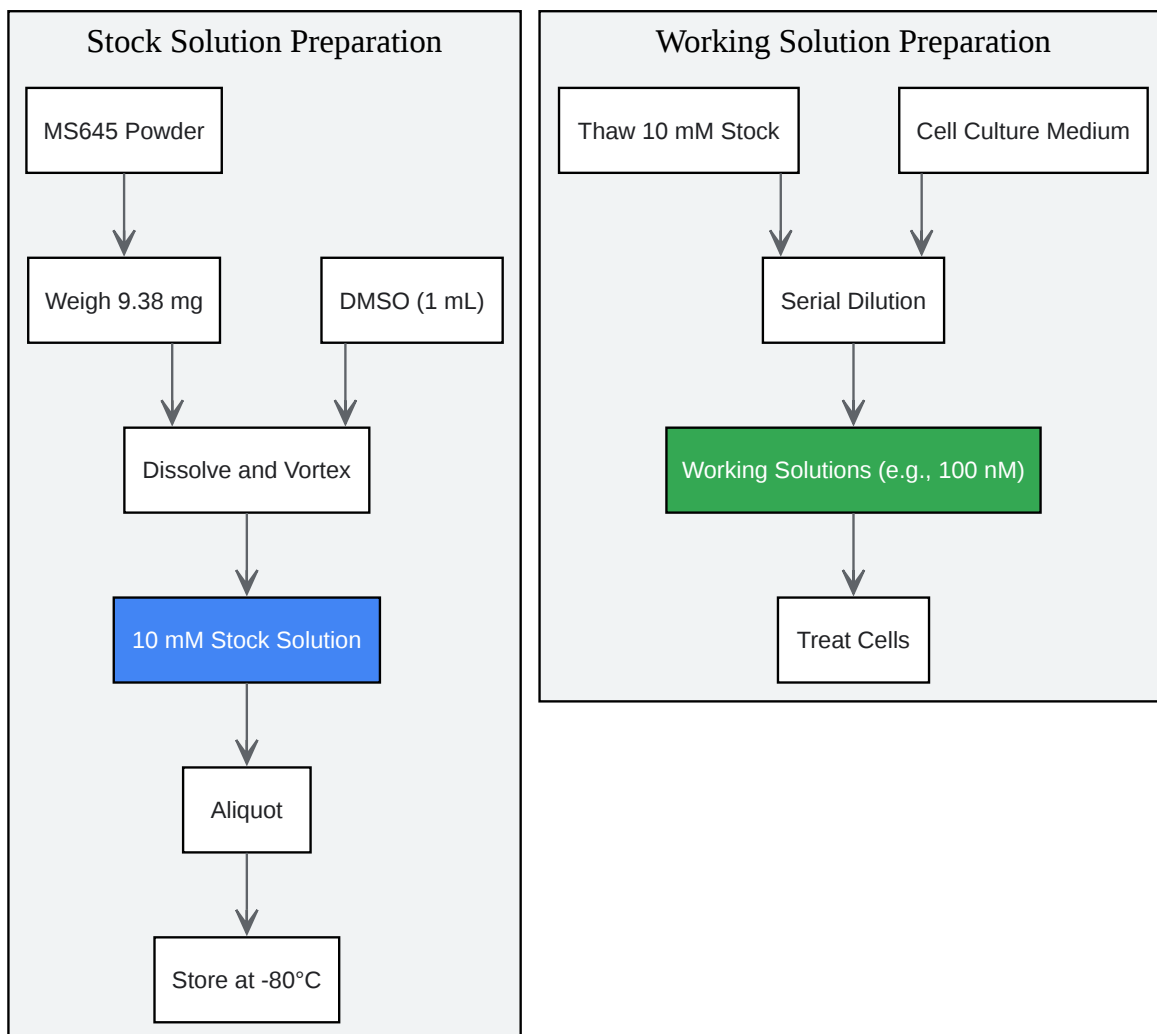 Stock Solution Preparation
MS645 Powder
Weigh 9.38 mg
DMSO (1 mL)
Dissolve and Vortex
10 mM Stock Solution
Aliquot
Store at -80°C
Working Solution Preparation
Thaw 10 mM Stock
Cell Culture Medium
Serial Dilution
Working Solutions (e.g., 100 nM)
Treat Cells